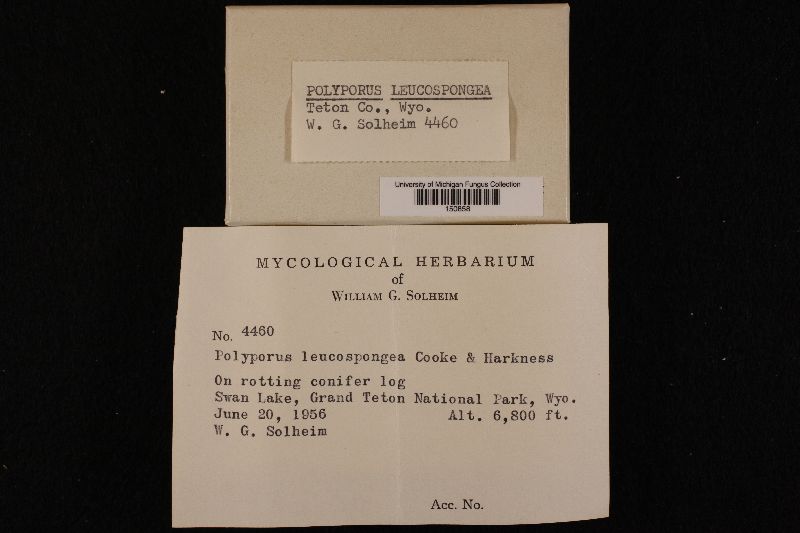 POLYPORUS LEUCOSPONGEA
Teton Co., Wyo.
W. G. Solheim 4460
University of Michigan Fungus Collection
150858
MYCOLOGICAL HERBARIUM
of
WILLIAM G. SOLHEIM
No. 4460
Polyporus leucospongea Cooke & Harkness
On rotting conifer log
Swan Lake, Grand Teton National Park, Wyo.
June 20, 1956 Alt. 6,800 ft.
W. G. Solheim
Acc. No.